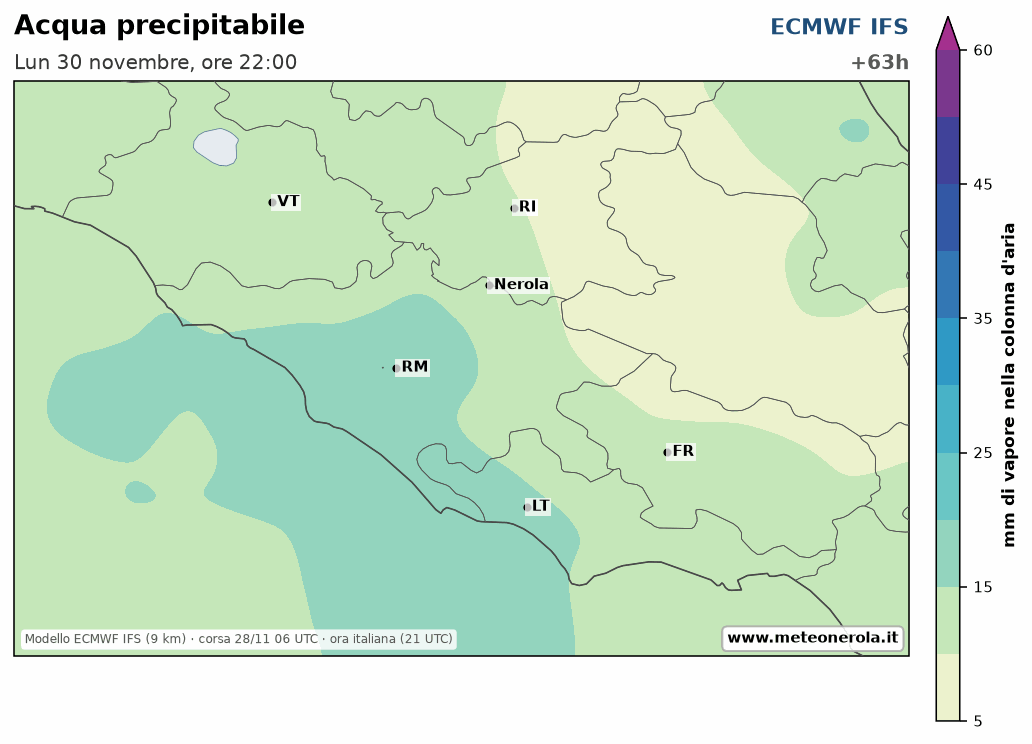 Acqua precipitabile
ECMWF IFS
Lun 30 novembre, ore 22:00
+63h
VT
RI
Nerola
RM
FR
LT
Modello ECMWF IFS (9 km) · corsa 28/11 06 UTC · ora italiana (21 UTC)
www.meteonerola.it
60
45
35
25
15
5
mm di vapore nella colonna d'aria